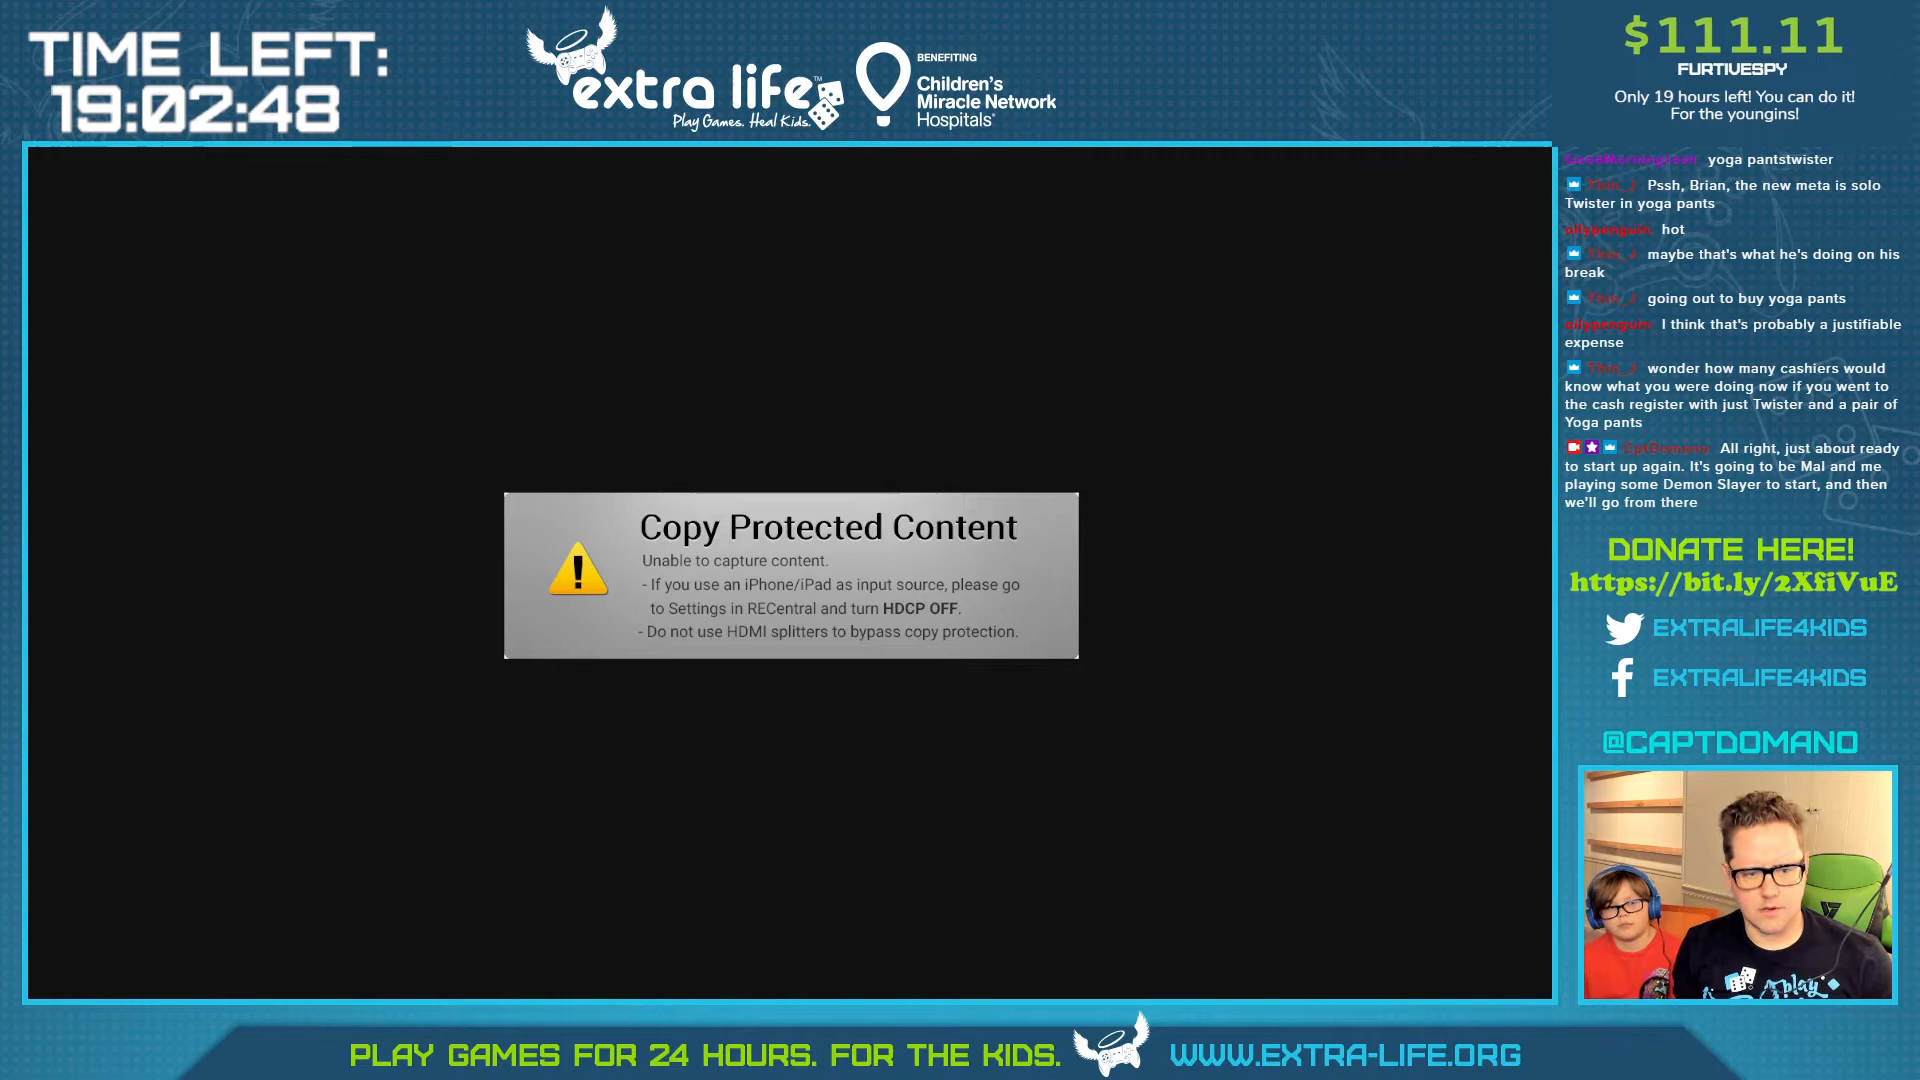 TIME LEFT:
19:02:48
extra life™
Play Games. Heal Kids.
BENEFITING
Children's
Miracle Network
Hospitals®
$111.11
FURTIVESPY
Only 19 hours left! You can do it!
For the youngins!
yoga pantstwister
Thin_J Pssh, Brian, the new meta is solo
Twister in yoga pants
oilypenguin hot
Thin_J maybe that's what he's doing on his
break
Thin_J going out to buy yoga pants
oilypenguin I think that's probably a justifiable
expense
Thin_J wonder how many cashiers would
know what you were doing now if you went to
the cash register with just Twister and a pair of
Yoga pants
CptDomano All right, just about ready
to start up again. It's going to be Mal and me
playing some Demon Slayer to start, and then
we'll go from there
Copy Protected Content
Unable to capture content.
- If you use an iPhone/iPad as input source, please go
to Settings in RECentral and turn HDCP OFF.
- Do not use HDMI splitters to bypass copy protection.
DONATE HERE!
https://bit.ly/2XfiVuE
EXTRALIFE4KIDS
EXTRALIFE4KIDS
@CAPTDOMANO
play
PLAY GAMES FOR 24 HOURS. FOR THE KIDS.
WWW.EXTRA-LIFE.ORG